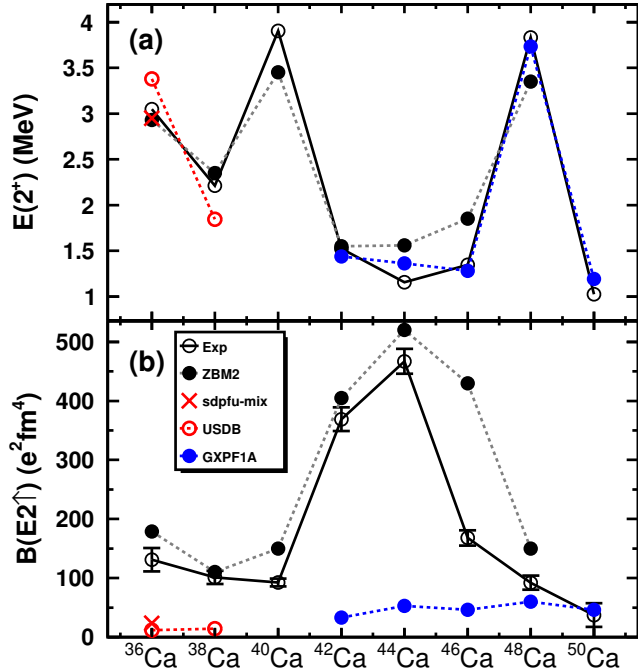 (a)
E(2⁺) (MeV)
4
3.5
3
2.5
2
1.5
1
(b)
B(E2↑) (e²fm⁴)
500
400
300
200
100
0
Exp
ZBM2
sdpfu-mix
USDB
GXPF1A
³⁶Ca ³⁸Ca ⁴⁰Ca ⁴²Ca ⁴⁴Ca ⁴⁶Ca ⁴⁸Ca ⁵⁰Ca